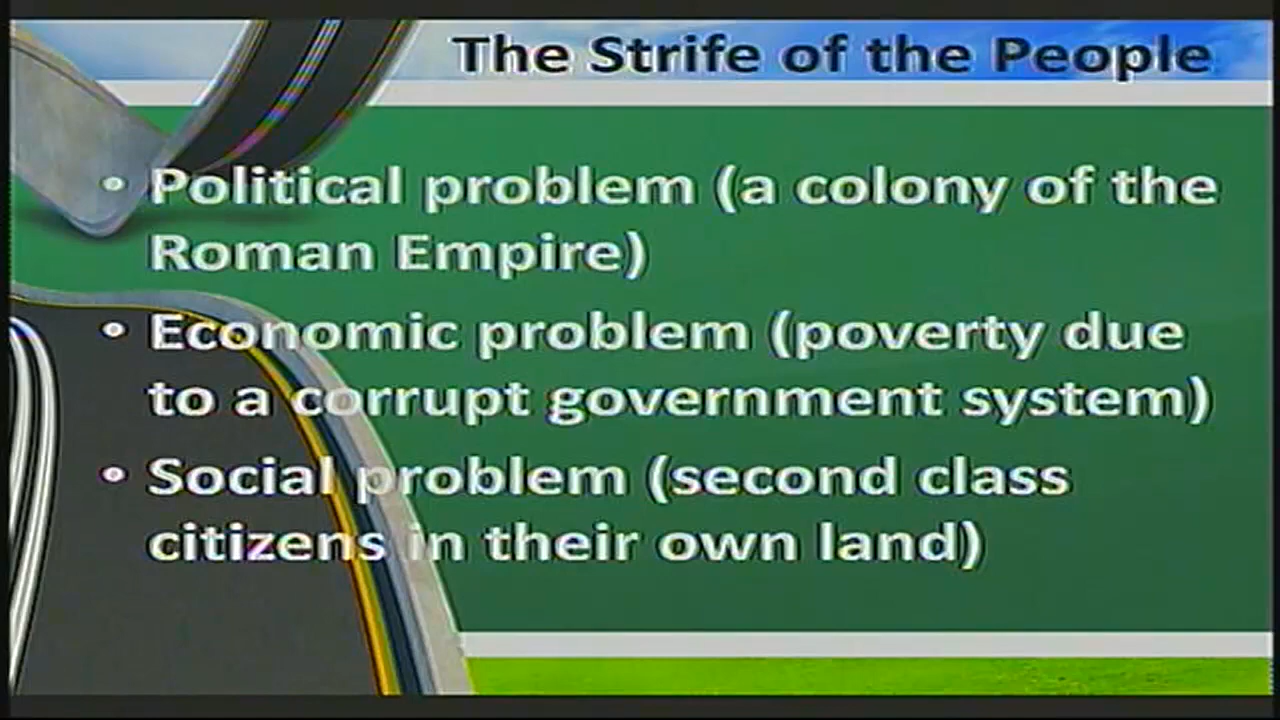 The Strife of the People
• Political problem (a colony of the
Roman Empire)
• Economic problem (poverty due
to a corrupt government system)
• Social problem (second class
citizens in their own land)